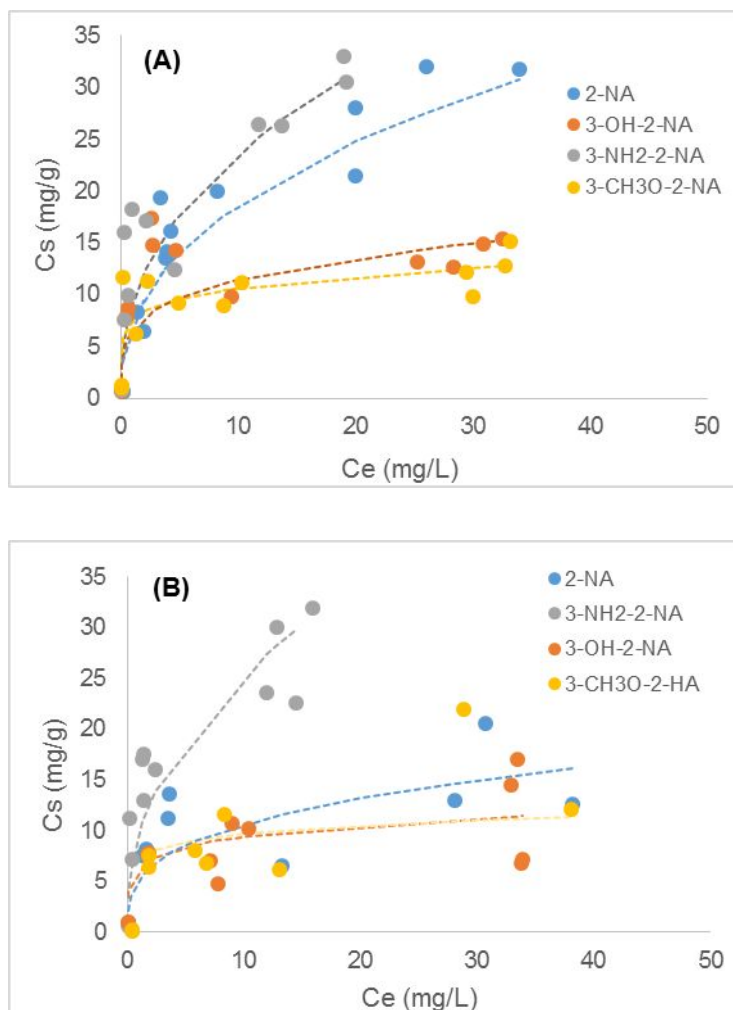 (A)
35
30
25
20
15
10
5
0
Cs (mg/g)
2-NA
3-OH-2-NA
3-NH2-2-NA
3-CH3O-2-NA
0 10 20 30 40 50
Ce (mg/L)
(B)
35
30
25
20
15
10
5
0
Cs (mg/g)
2-NA
3-NH2-2-NA
3-OH-2-NA
3-CH3O-2-HA
0 10 20 30 40 50
Ce (mg/L)